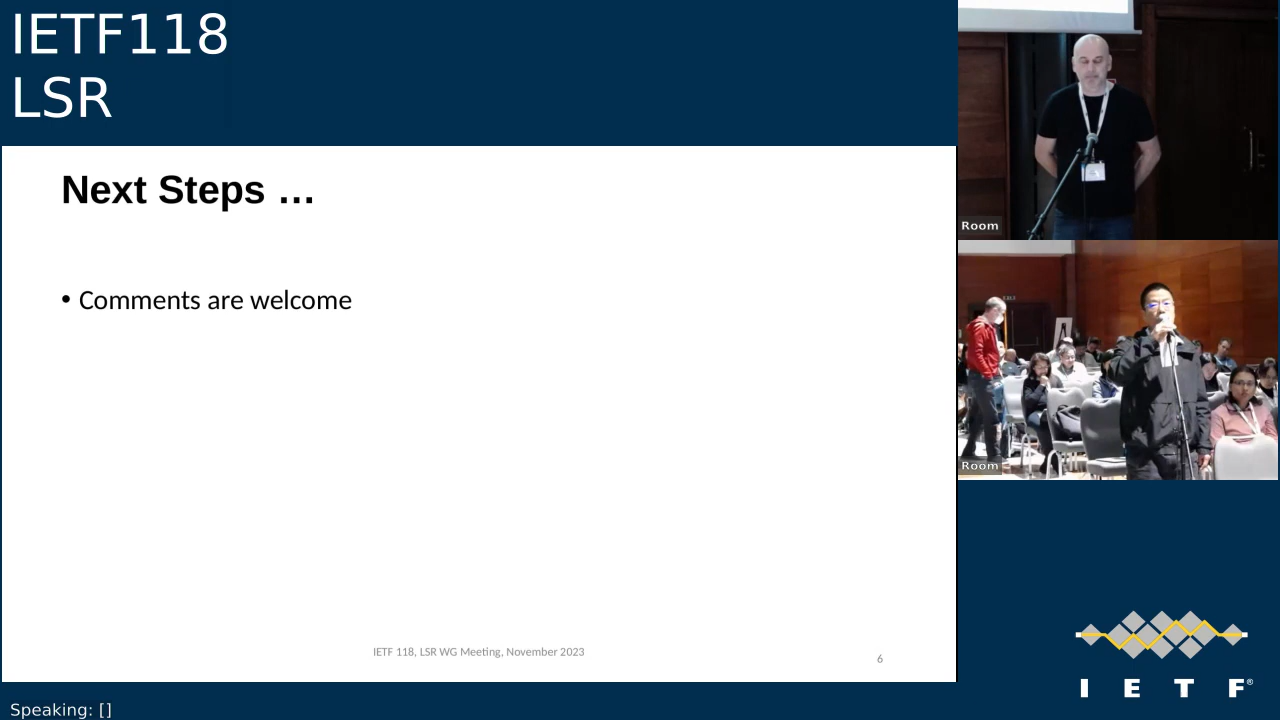 IETF118
LSR
Next Steps …
• Comments are welcome
IETF 118, LSR WG Meeting, November 2023
6
Room
Room
I E T F®
Speaking: []